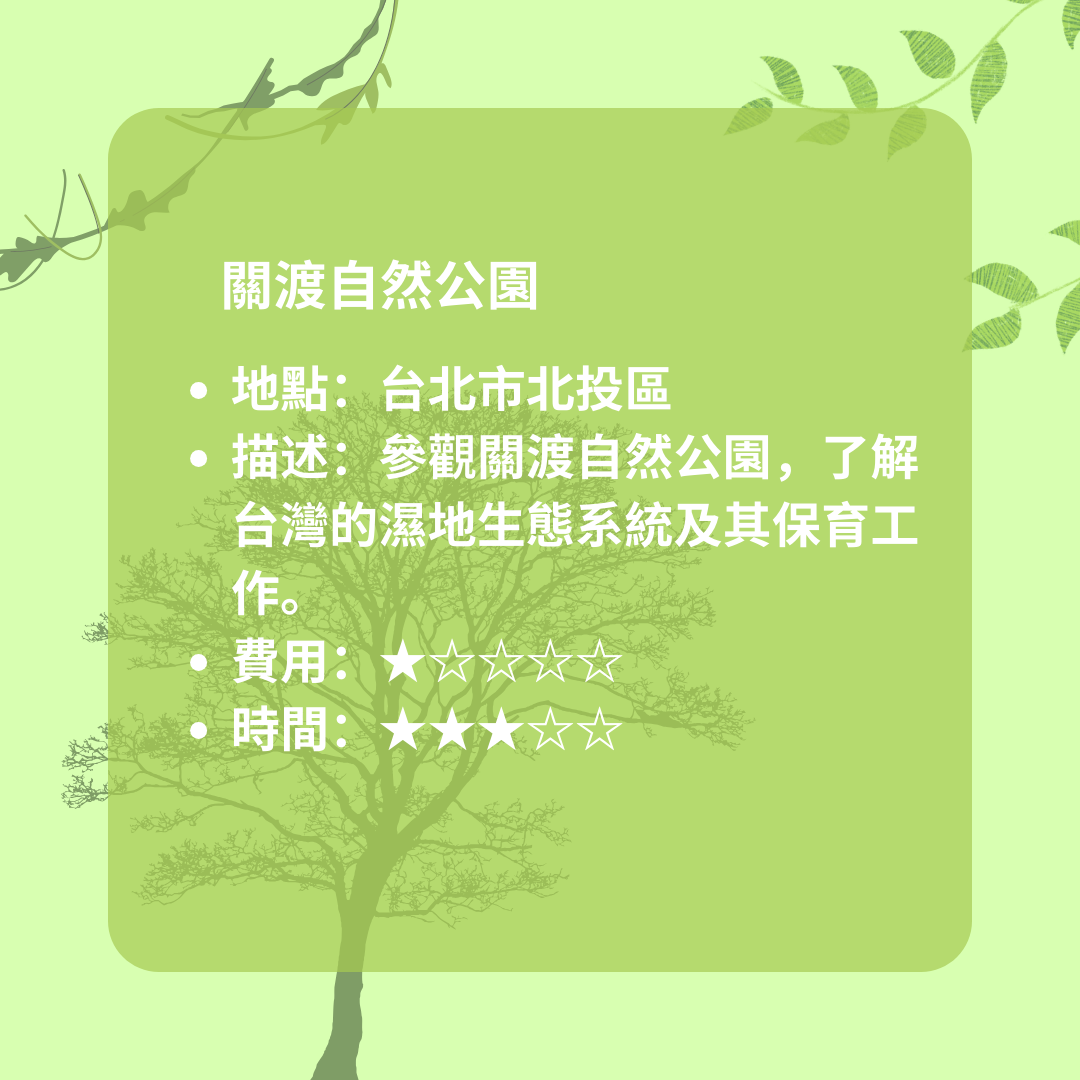 關渡自然公園
• 地點：台北市北投區
• 描述：參觀關渡自然公園，了解
台灣的濕地生態系統及其保育工
作。
• 費用：★☆☆☆☆
• 時間：★★★☆☆